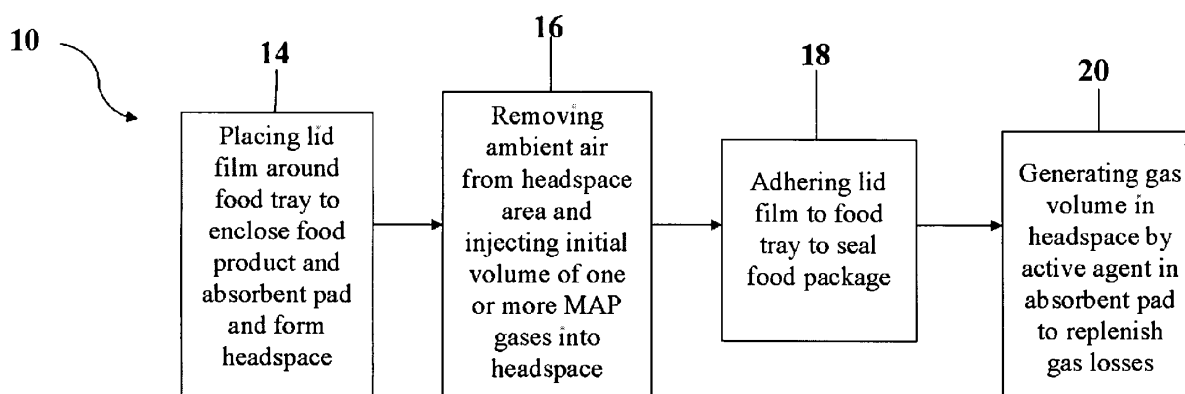 10
14
Placing lid
film around
food tray to
enclose food
product and
absorbent pad
and form
headspace
16
Removing
ambient air
from headspace
area and
injecting initial
volume of one
or more MAP
gases into
headspace
18
Adhering lid
film to food
tray to seal
food package
20
Generating gas
volume in
headspace by
active agent in
absorbent pad
to replenish
gas losses